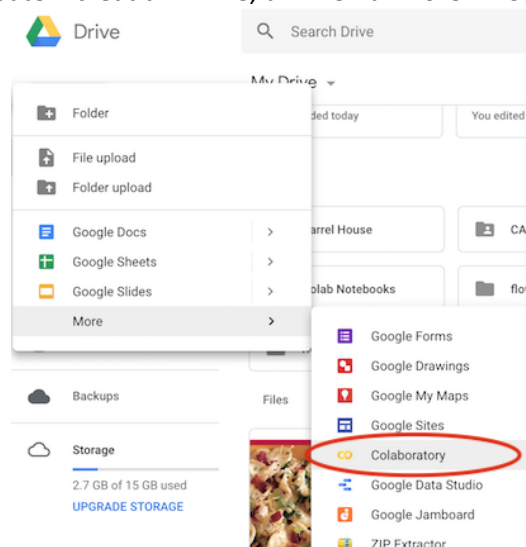 Drive
Search Drive
My Drive
Folder
ded today
You edited
File upload
Folder upload
Google Docs
arrel House
CA
Google Sheets
Google Slides
olab Notebooks
flo
More
Google Forms
Google Drawings
Backups
Files
Google My Maps
Google Sites
Storage
Colaboratory
2.7 GB of 15 GB used
Google Data Studio
UPGRADE STORAGE
Google Jamboard
ZIP Extractor